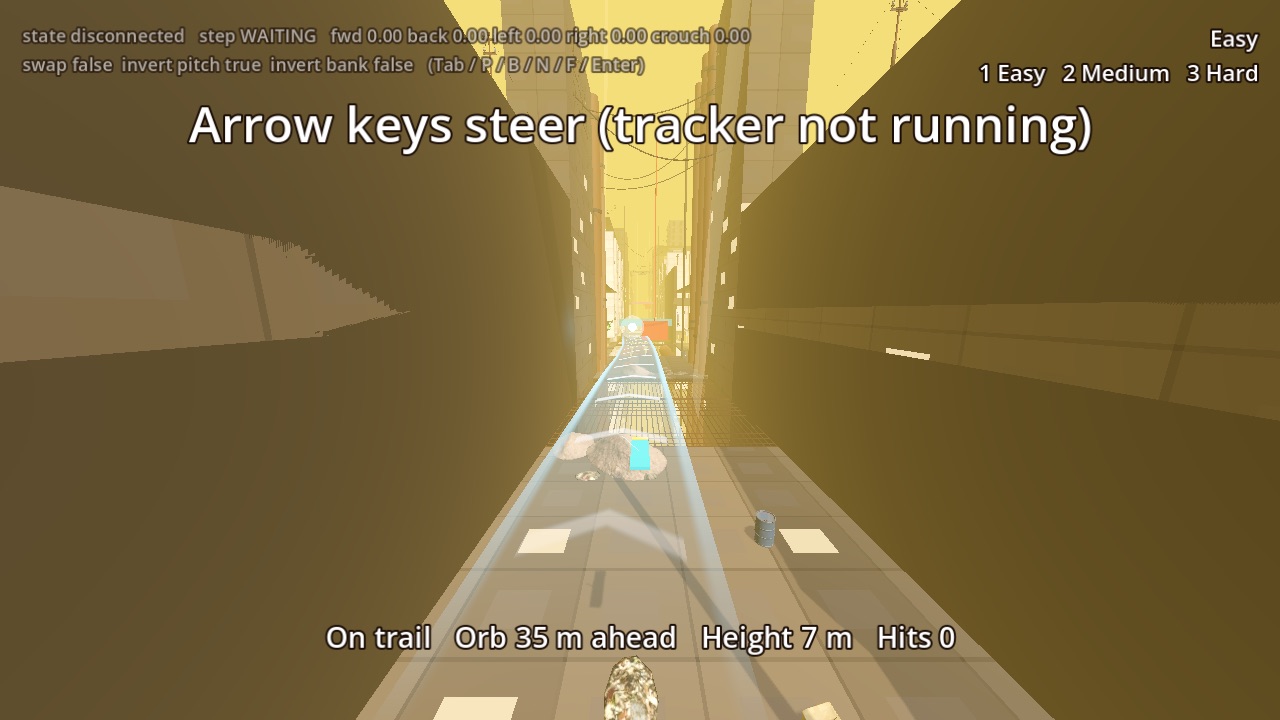 state disconnected   step WAITING   fwd 0.00 back 0.00 left 0.00 right 0.00 crouch 0.00
swap false  invert pitch true  invert bank false   (Tab / P / B / N / F / Enter)
Easy
1 Easy   2 Medium   3 Hard
Arrow keys steer (tracker not running)
On trail   Orb 35 m ahead   Height 7 m   Hits 0